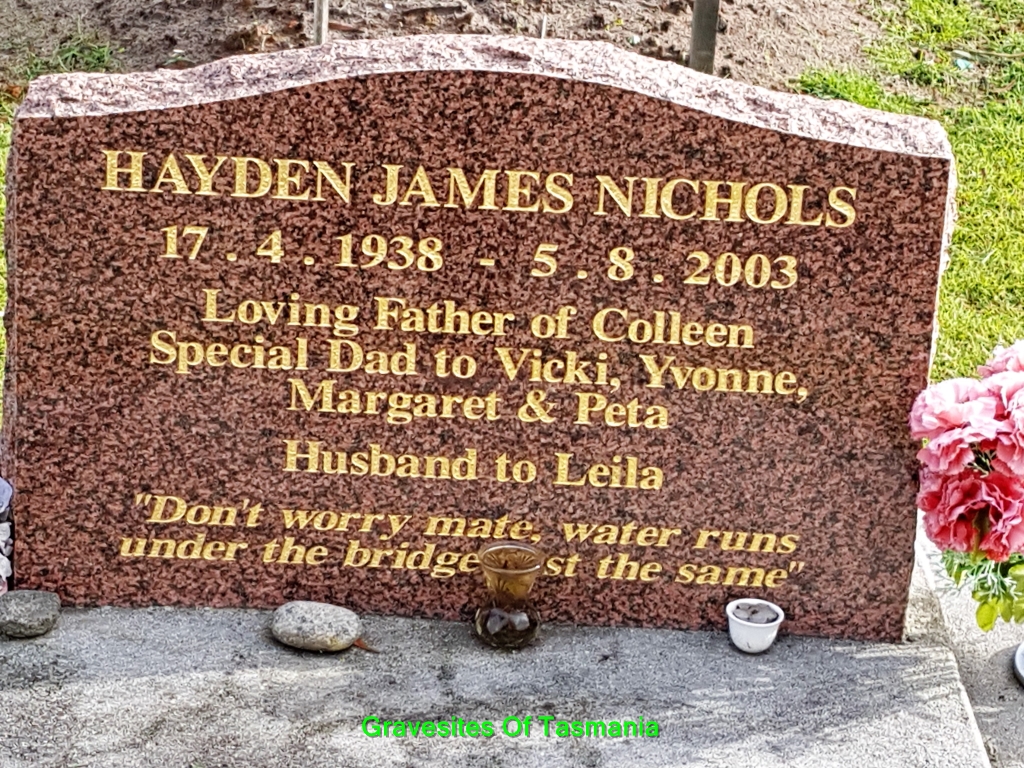 HAYDEN JAMES NICHOLS
17 . 4 . 1938 - 5 . 8 . 2003
Loving Father of Colleen
Special Dad to Vicki, Yvonne,
Margaret & Peta
Husband to Leila
"Don't worry mate, water runs
under the bridge st the same"
Gravesites Of Tasmania